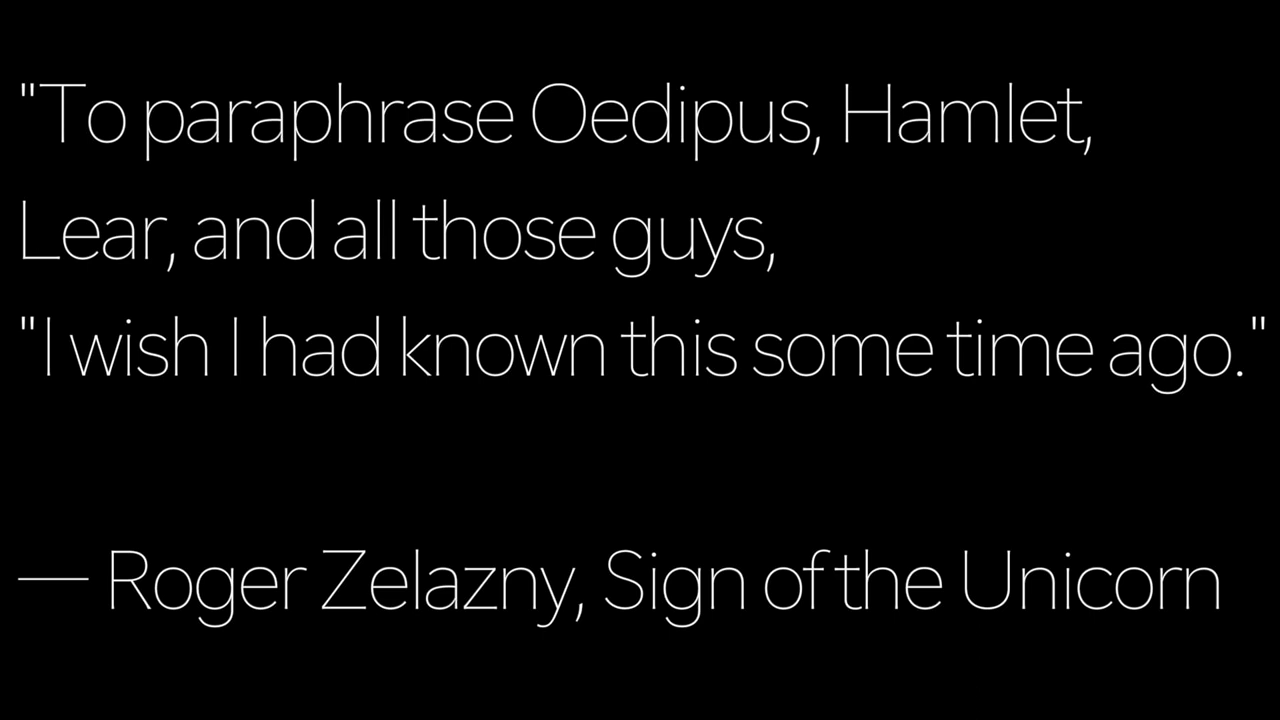 "To paraphrase Oedipus, Hamlet,
Lear, and all those guys,
"I wish I had known this some time ago."
— Roger Zelazny, Sign of the Unicorn